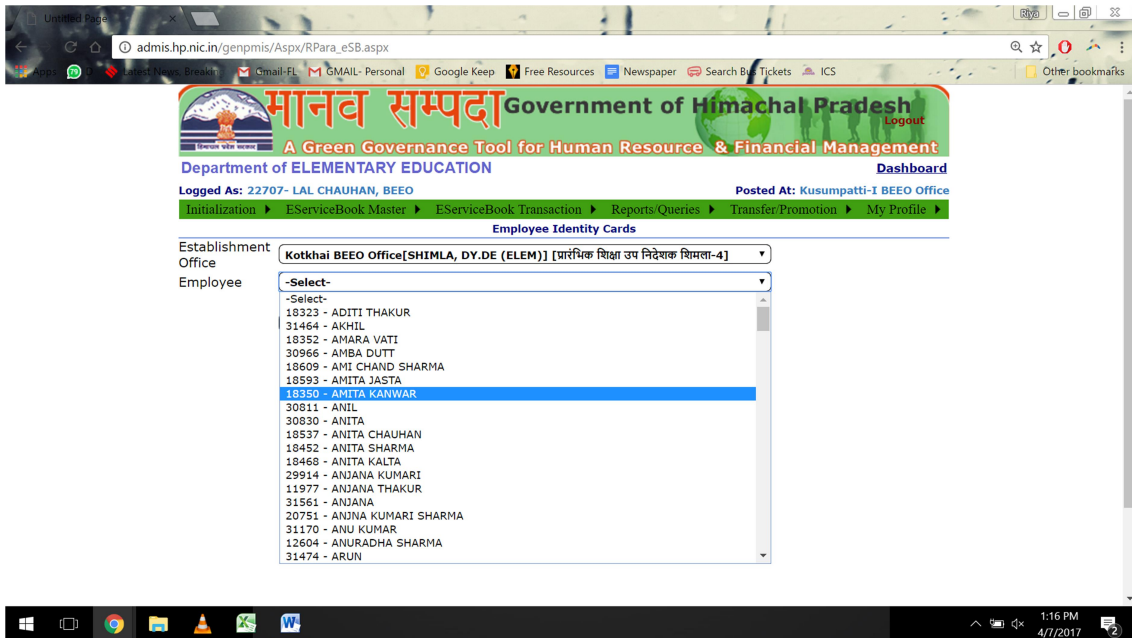 Untitled Page
Riya
admis.hp.nic.in/genpmis/Aspx/RPara_eSB.aspx
Apps
Latest News, Breakin
Gmail-FL
GMAIL- Personal
Google Keep
Free Resources
Newspaper
Search Bus Tickets
ICS
Other bookmarks
मानव सम्पदा
Government of Himachal Pradesh
Logout
A Green Governance Tool for Human Resource & Financial Management
Department of ELEMENTARY EDUCATION
Dashboard
Logged As: 22707- LAL CHAUHAN, BEEO
Posted At: Kusumpatti-I BEEO Office
Initialization EServiceBook Master EServiceBook Transaction Reports/Queries Transfer/Promotion My Profile
Employee Identity Cards
Establishment
Office
Kotkhai BEEO Office[SHIMLA, DY.DE (ELEM)] [प्रारंभिक शिक्षा उप निदेशक शिमला-4]
Employee
-Select-
-Select-
18323 - ADITI THAKUR
31464 - AKHIL
18352 - AMARA VATI
30966 - AMBA DUTT
18609 - AMI CHAND SHARMA
18593 - AMITA JASTA
18350 - AMITA KANWAR
30811 - ANIL
30830 - ANITA
18537 - ANITA CHAUHAN
18452 - ANITA SHARMA
18468 - ANITA KALTA
29914 - ANJANA KUMARI
11977 - ANJANA THAKUR
31561 - ANJANA
20751 - ANJNA KUMARI SHARMA
31170 - ANU KUMAR
12604 - ANURADHA SHARMA
31474 - ARUN
1:16 PM
4/7/2017
2